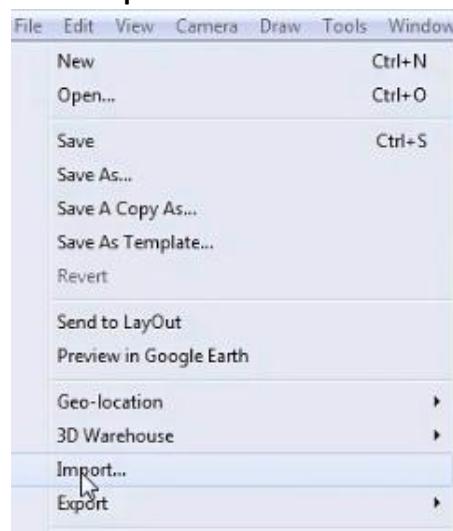 File Edit View Camera Draw Tools Window
New Ctrl+N
Open... Ctrl+O
Save Ctrl+S
Save As...
Save A Copy As...
Save As Template...
Revert
Send to LayOut
Preview in Google Earth
Geo-location
3D Warehouse
Import...
Export